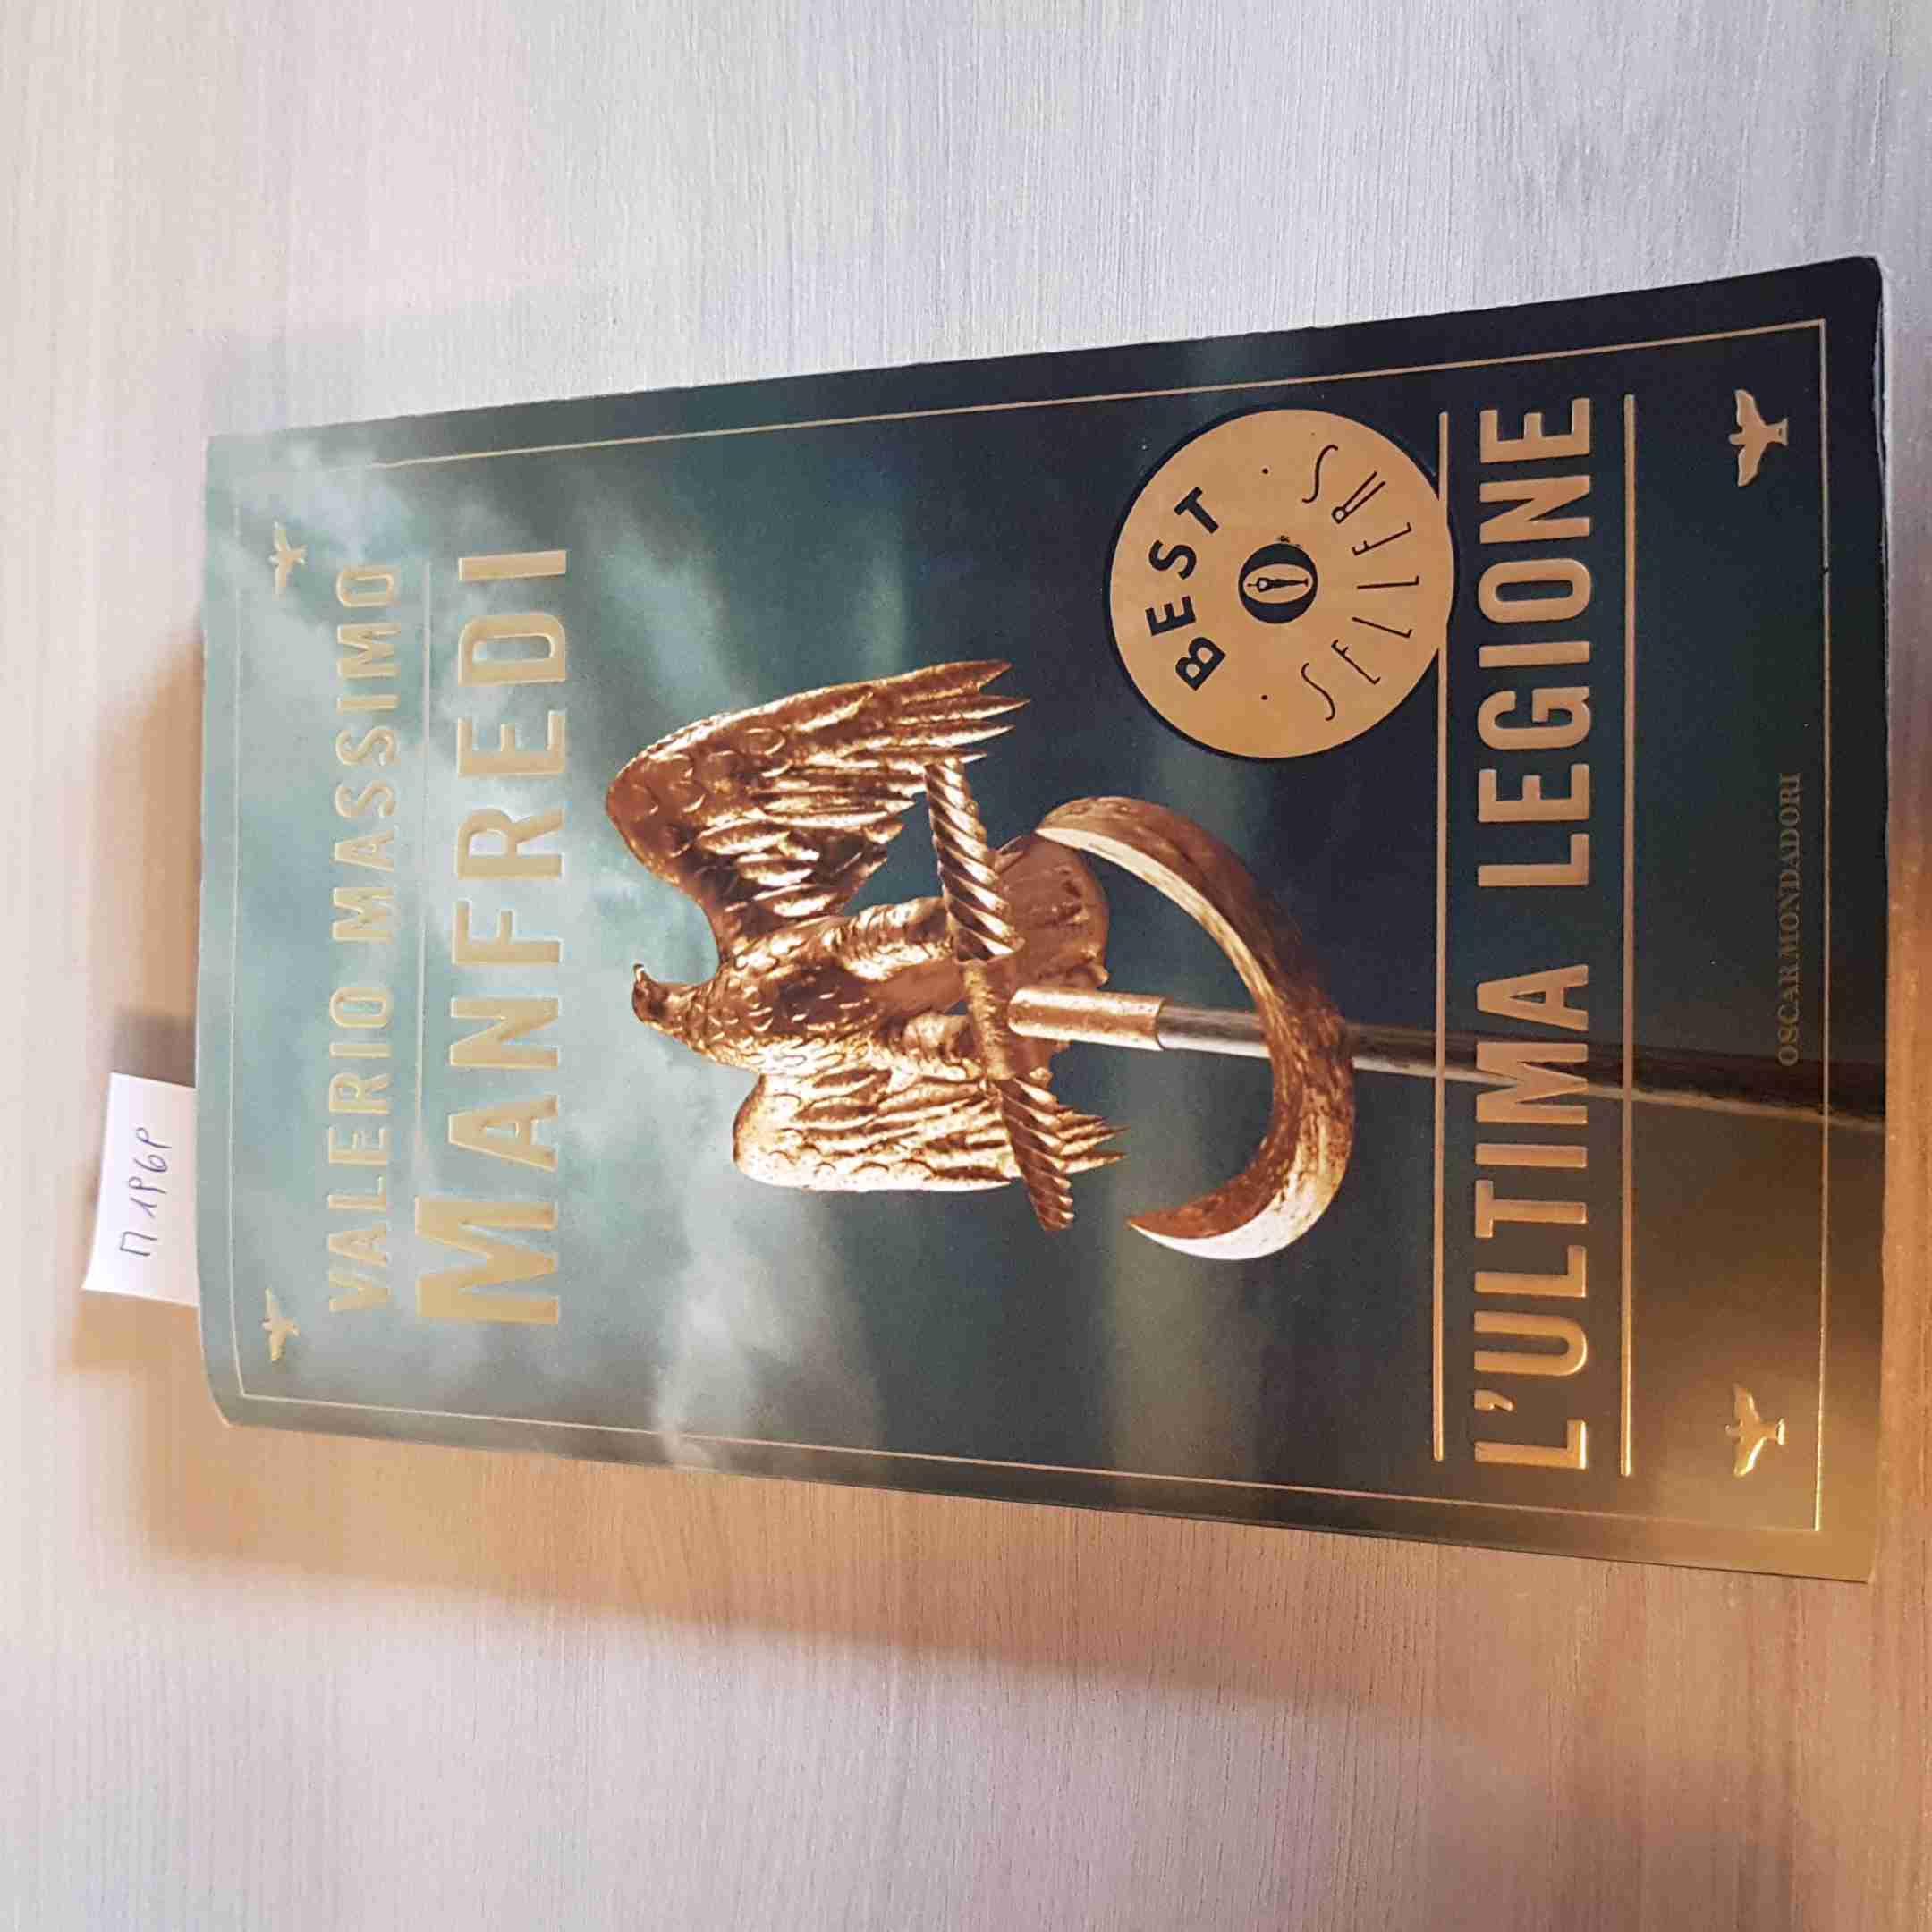 VALERIO MASSIMO
MANFREDI
BEST
SELLERS
L'ULTIMA LEGIONE
OSCAR MONDADORI